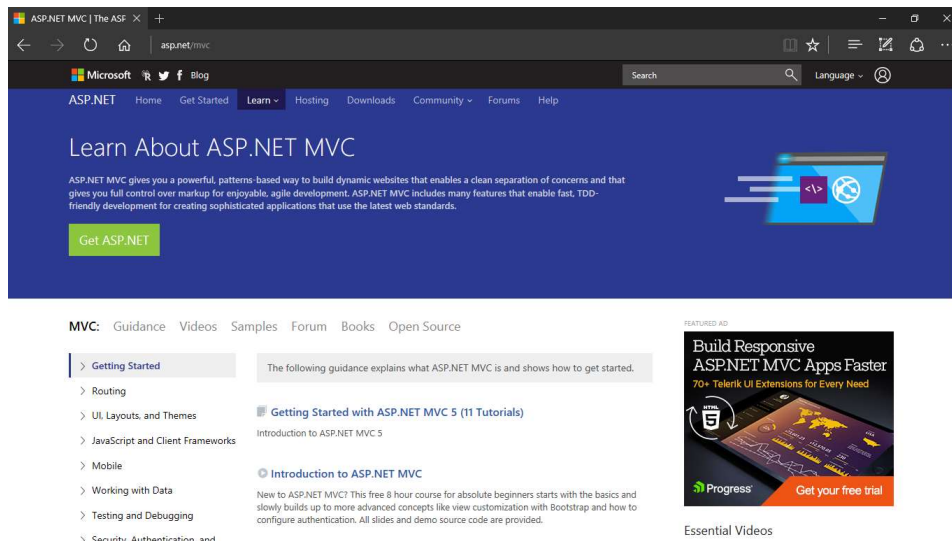 ASP.NET MVC | The ASF
asp.net/mvc
Microsoft Blog
Search
Language
ASP.NET Home Get Started Learn Hosting Downloads Community Forums Help
Learn About ASP.NET MVC
ASP.NET MVC gives you a powerful, patterns-based way to build dynamic websites that enables a clean separation of concerns and that
gives you full control over markup for enjoyable, agile development. ASP.NET MVC includes many features that enable fast, TDD-
friendly development for creating sophisticated applications that use the latest web standards.
Get ASP.NET
MVC: Guidance Videos Samples Forum Books Open Source
Getting Started
Routing
UI, Layouts, and Themes
JavaScript and Client Frameworks
Mobile
Working with Data
Testing and Debugging
Security, Authentication, and
The following guidance explains what ASP.NET MVC is and shows how to get started.
Getting Started with ASP.NET MVC 5 (11 Tutorials)
Introduction to ASP.NET MVC 5
Introduction to ASP.NET MVC
New to ASP.NET MVC? This free 8 hour course for absolute beginners starts with the basics and
slowly builds up to more advanced concepts like view customization with Bootstrap and how to
configure authentication. All slides and demo source code are provided.
FEATURED AD
Build Responsive
ASP.NET MVC Apps Faster
70+ Telerik UI Extensions for Every Need
HTML
5
Progress
Get your free trial
Essential Videos